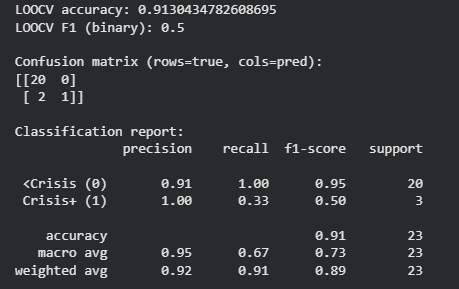 LOOCV accuracy: 0.9130434782608695
LOOCV F1 (binary): 0.5
Confusion matrix (rows=true, cols=pred):
[[20  0]
 [ 2  1]]
Classification report:
              precision    recall  f1-score   support
 <Crisis (0)       0.91      1.00      0.95        20
 Crisis+ (1)       1.00      0.33      0.50         3
    accuracy                           0.91        23
   macro avg       0.95      0.67      0.73        23
weighted avg       0.92      0.91      0.89        23